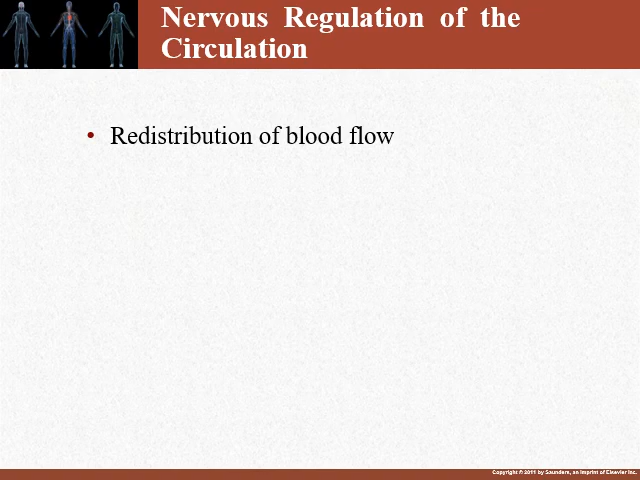 Nervous Regulation of the
Circulation
• Redistribution of blood flow
Copyright © 2011 by Saunders, an imprint of Elsevier Inc.